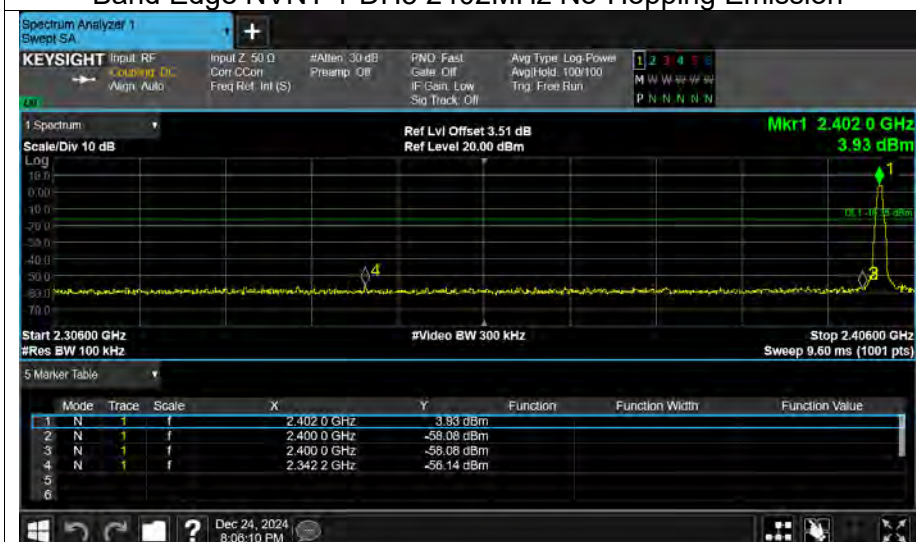 Band Edge NVNT 1-DH5 2402MHz No-Hopping Emission
Spectrum Analyzer 1
Swept SA
+
KEYSIGHT Input: RF Input Z: 50 Ω #Atten: 30 dB PNO: Fast Avg Type: Log-Power 1 2 3 4 5 6
Coupling: DC Corr CCorr Preamp: Off Gate: Off Avg|Hold: 100/100 M W W W W W
Align: Auto Freq Ref: Int (S) IF Gain: Low Trig: Free Run
Sig Track: Off P N N N N N
1 Spectrum
Scale/Div 10 dB
Ref Lvl Offset 3.51 dB
Ref Level 20.00 dBm
Mkr1 2.402 0 GHz
3.93 dBm
Log
10.0
0.00
-10.0
-20.0
-30.0
-40.0
-50.0
-60.0
-70.0
1
4
3
Start 2.30600 GHz #Video BW 300 kHz Stop 2.40600 GHz
#Res BW 100 kHz Sweep 9.60 ms (1001 pts)
5 Marker Table
Mode Trace Scale X Y Function Function Width Function Value
1 N 1 f 2.402 0 GHz 3.93 dBm
2 N 1 f 2.400 0 GHz -58.08 dBm
3 N 1 f 2.400 0 GHz -58.08 dBm
4 N 1 f 2.342 2 GHz -56.14 dBm
5
6
?
Dec 24, 2024
8:06:10 PM